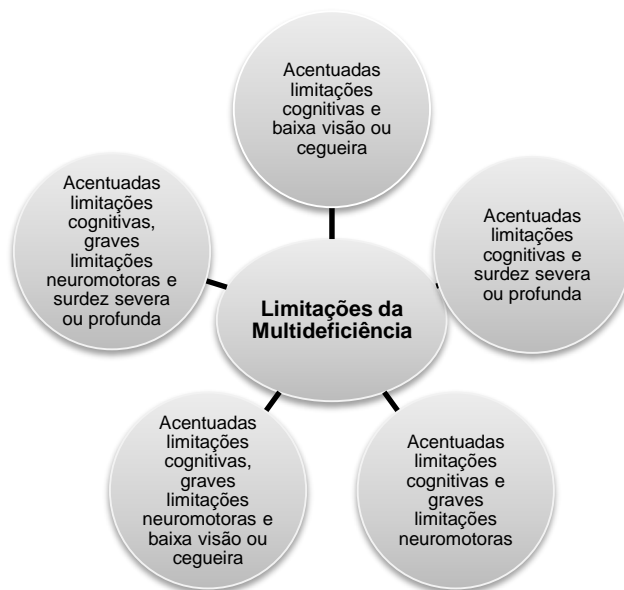 Acentuadas
limitações
cognitivas e
baixa visão ou
cegueira
Acentuadas
limitações
cognitivas e
surdez severa
ou profunda
Acentuadas
limitações
cognitivas e
graves
limitações
neuromotoras
Acentuadas
limitações
cognitivas,
graves
limitações
neuromotoras e
baixa visão ou
cegueira
Acentuadas
limitações
cognitivas,
graves
limitações
neuromotoras e
surdez severa
ou profunda
Limitações da
Multideficiência